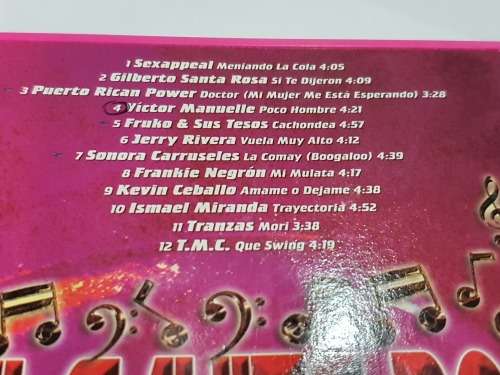 1 Sexappeal Meniando La Cola 4:05
2 Gilberto Santa Rosa Si Te Dijeron 4:09
3 Puerto Rican Power Doctor (Mi Mujer Me Está Esperando) 3:28
4 Víctor Manuelle Poco Hombre 4:21
5 Fruko & Sus Tesos Cachondea 4:57
6 Jerry Rivera Vuela Muy Alto 4:12
7 Sonora Carruseles La Comay (Boogaloo) 4:39
8 Frankie Negrón Mi Mulata 4:17
9 Kevin Ceballo Amame o Dejame 4:38
10 Ismael Miranda Trayectoria 4:52
11 Tranzas Mori 3:38
12 T.M.C. Que Swing 4:19